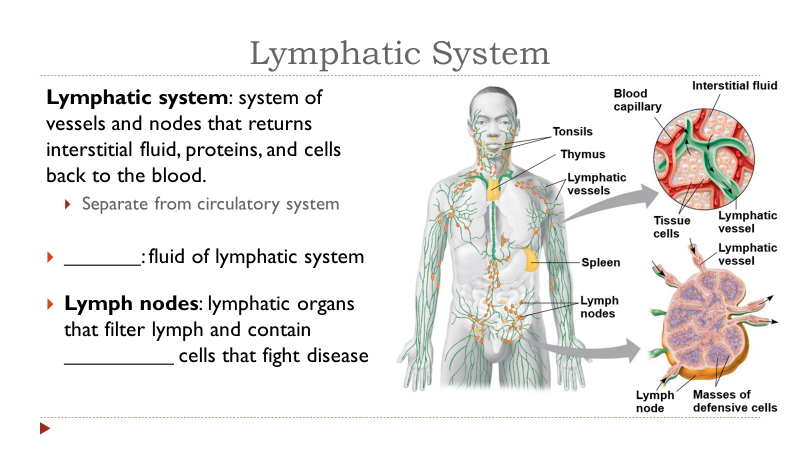 Lymphatic System
Lymphatic system: system of
vessels and nodes that returns
interstitial fluid, proteins, and cells
back to the blood.
Separate from circulatory system
_______: fluid of lymphatic system
Lymph nodes: lymphatic organs
that filter lymph and contain
__________ cells that fight disease
Tonsils
Thymus
Lymphatic
vessels
Spleen
Lymph
nodes
Interstitial fluid
Blood
capillary
Tissue
cells
Lymphatic
vessel
Lymphatic
vessel
Lymph
node
Masses of
defensive cells